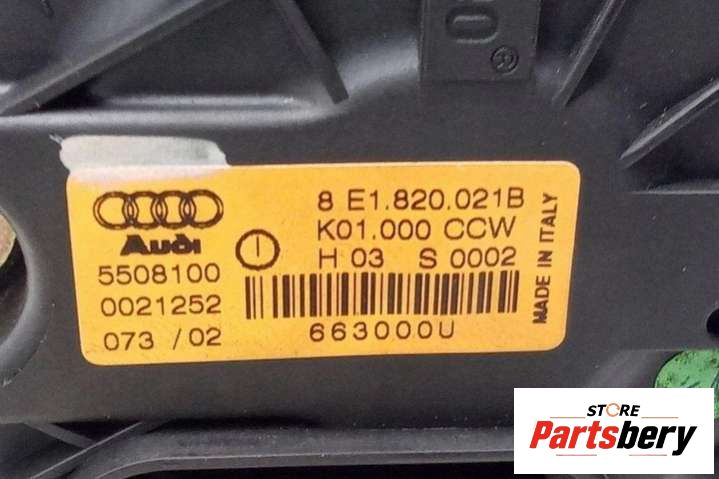 ®
Audi
5508100
0021252
073 / 02
8 E1.820.021B
K01.000 CCW
H 03 S 0002
663000U
MADE IN ITALY
STORE
Partsbery